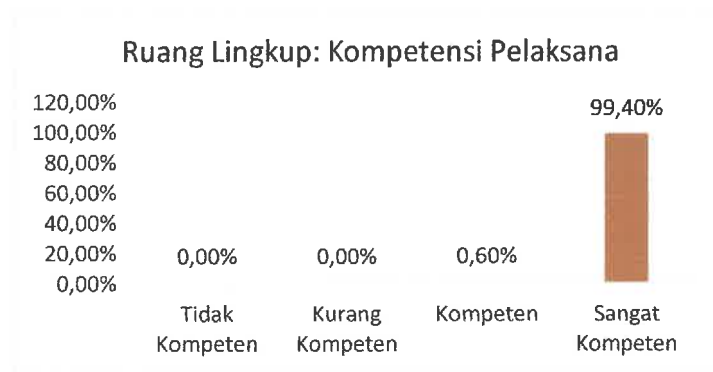 Ruang Lingkup: Kompetensi Pelaksana
120,00%
100,00%
80,00%
60,00%
40,00%
20,00%
0,00%
0,00%
0,00%
0,60%
99,40%
Tidak Kompeten
Kurang Kompeten
Kompeten
Sangat Kompeten